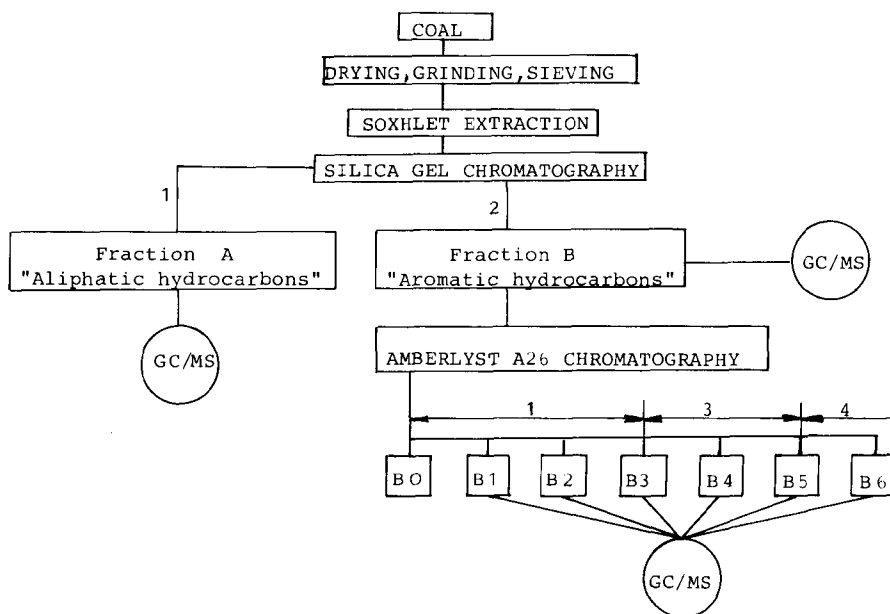 COAL
DRYING,GRINDING,SIEVING
SOXHLET EXTRACTION
SILICA GEL CHROMATOGRAPHY
1
2
Fraction A
"Aliphatic hydrocarbons"
Fraction B
"Aromatic hydrocarbons"
GC/MS
GC/MS
AMBERLYST A26 CHROMATOGRAPHY
1 3 4
B0 B1 B2 B3 B4 B5 B6
GC/MS